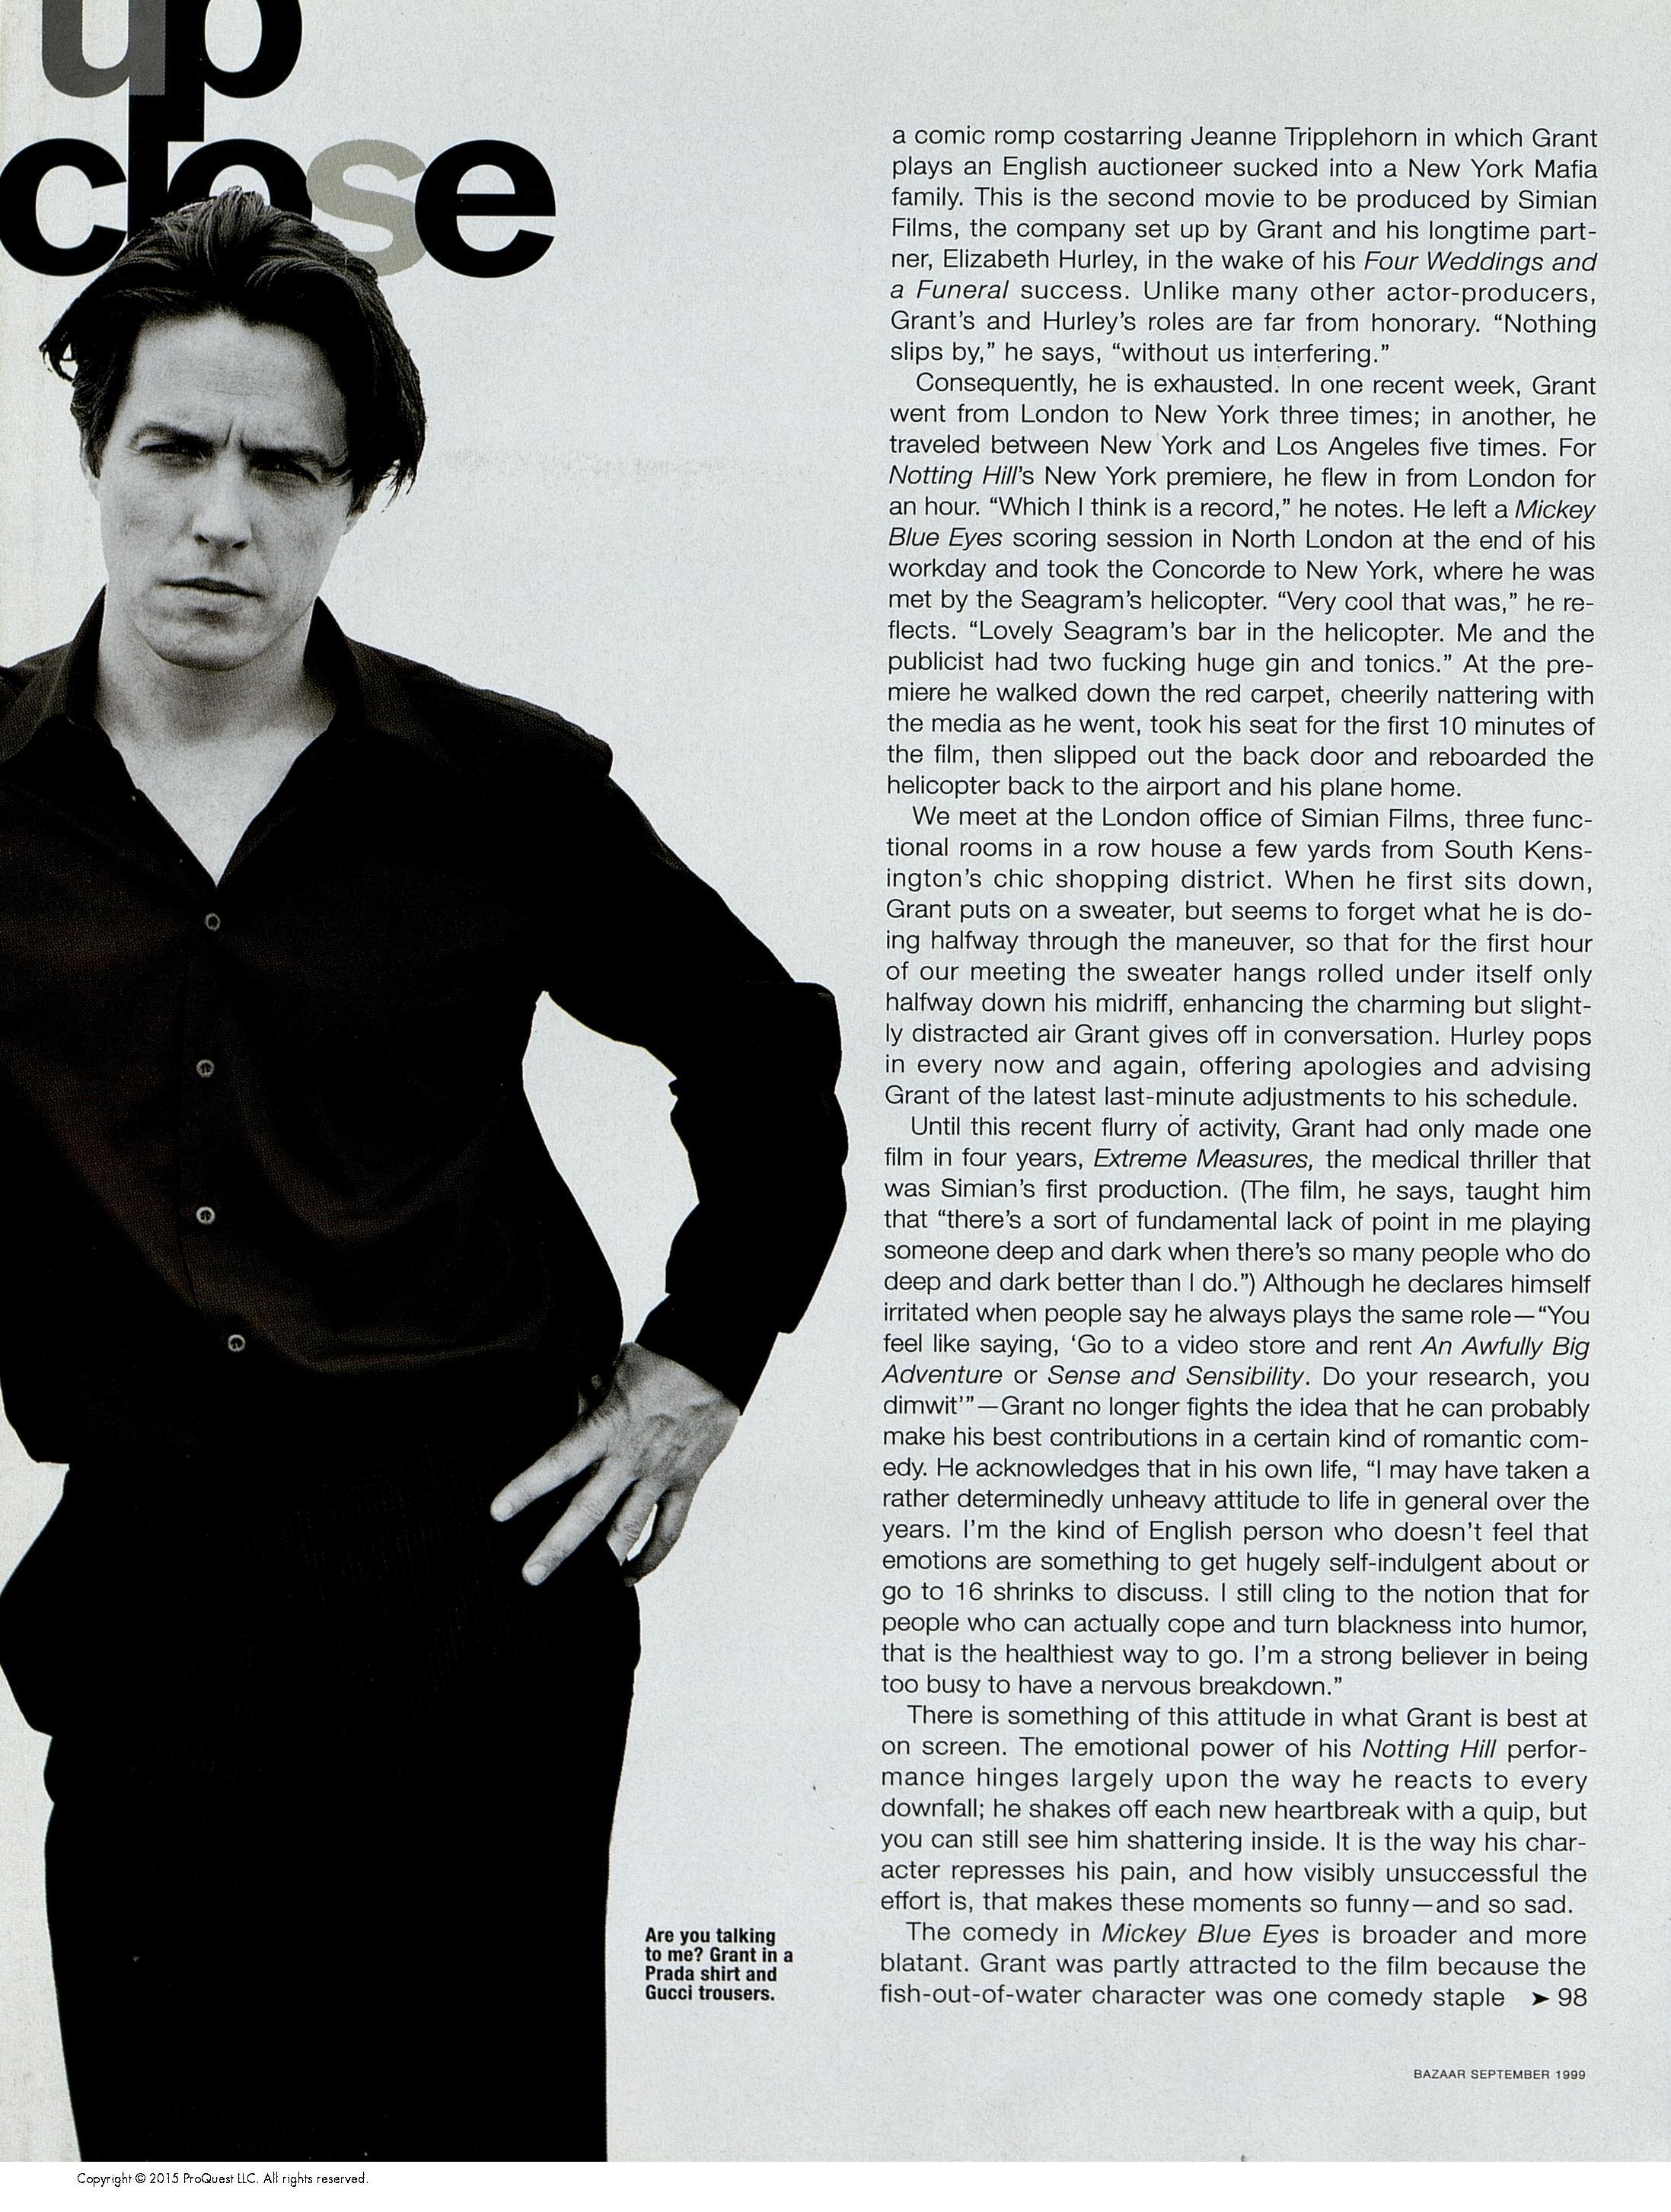 up
close
a comic romp costarring Jeanne Tripplehorn in which Grant
plays an English auctioneer sucked into a New York Mafia
family. This is the second movie to be produced by Simian
Films, the company set up by Grant and his longtime part-
ner, Elizabeth Hurley, in the wake of his Four Weddings and
a Funeral success. Unlike many other actor-producers,
Grant's and Hurley's roles are far from honorary. “Nothing
slips by,” he says, “without us interfering.”
Consequently, he is exhausted. In one recent week, Grant
went from London to New York three times; in another, he
traveled between New York and Los Angeles five times. For
Notting Hill's New York premiere, he flew in from London for
an hour. “Which I think is a record,” he notes. He left a Mickey
Blue Eyes scoring session in North London at the end of his
workday and took the Concorde to New York, where he was
met by the Seagram's helicopter. “Very cool that was,” he re-
flects. “Lovely Seagram's bar in the helicopter. Me and the
publicist had two fucking huge gin and tonics.” At the pre-
miere he walked down the red carpet, cheerily nattering with
the media as he went, took his seat for the first 10 minutes of
the film, then slipped out the back door and reboarded the
helicopter back to the airport and his plane home.
We meet at the London office of Simian Films, three func-
tional rooms in a row house a few yards from South Kens-
ington's chic shopping district. When he first sits down,
Grant puts on a sweater, but seems to forget what he is do-
ing halfway through the maneuver, so that for the first hour
of our meeting the sweater hangs rolled under itself only
halfway down his midriff, enhancing the charming but slight-
ly distracted air Grant gives off in conversation. Hurley pops
in every now and again, offering apologies and advising
Grant of the latest last-minute adjustments to his schedule.
Until this recent flurry of activity, Grant had only made one
film in four years, Extreme Measures, the medical thriller that
was Simian's first production. (The film, he says, taught him
that “there's a sort of fundamental lack of point in me playing
someone deep and dark when there's so many people who do
deep and dark better than I do.”) Although he declares himself
irritated when people say he always plays the same role—“You
feel like saying, ‘Go to a video store and rent An Awfully Big
Adventure or Sense and Sensibility. Do your research, you
dimwit’”—Grant no longer fights the idea that he can probably
make his best contributions in a certain kind of romantic com-
edy. He acknowledges that in his own life, “I may have taken a
rather determinedly unheavy attitude to life in general over the
years. I'm the kind of English person who doesn't feel that
emotions are something to get hugely self-indulgent about or
go to 16 shrinks to discuss. I still cling to the notion that for
people who can actually cope and turn blackness into humor,
that is the healthiest way to go. I'm a strong believer in being
too busy to have a nervous breakdown.”
There is something of this attitude in what Grant is best at
on screen. The emotional power of his Notting Hill perfor-
mance hinges largely upon the way he reacts to every
downfall; he shakes off each new heartbreak with a quip, but
you can still see him shattering inside. It is the way his char-
acter represses his pain, and how visibly unsuccessful the
effort is, that makes these moments so funny—and so sad.
The comedy in Mickey Blue Eyes is broader and more
blatant. Grant was partly attracted to the film because the
fish-out-of-water character was one comedy staple ➤ 98
Are you talking
to me? Grant in a
Prada shirt and
Gucci trousers.
BAZAAR SEPTEMBER 1999
Copyright © 2015 ProQuest LLC. All rights reserved.